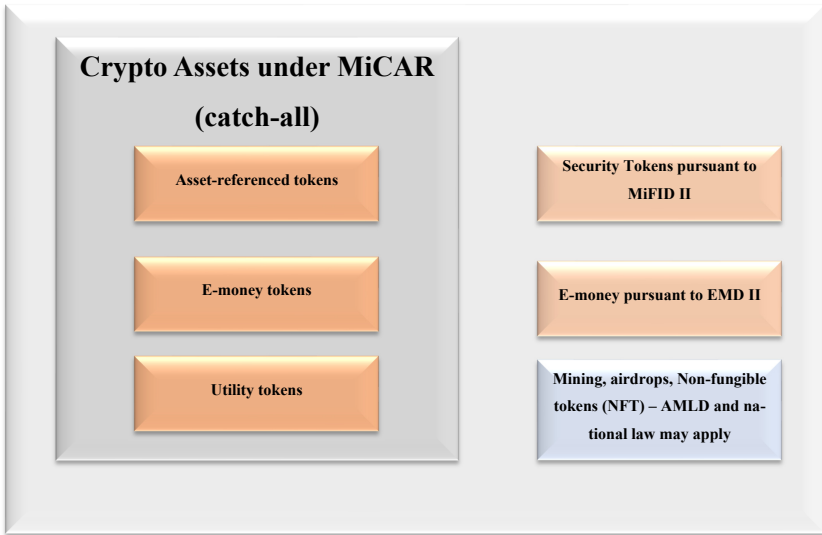 Crypto Assets under MiCAR
(catch-all)
Asset-referenced tokens
E-money tokens
Utility tokens
Security Tokens pursuant to
MiFID II
E-money pursuant to EMD II
Mining, airdrops, Non-fungible
tokens (NFT) – AMLD and na-
tional law may apply